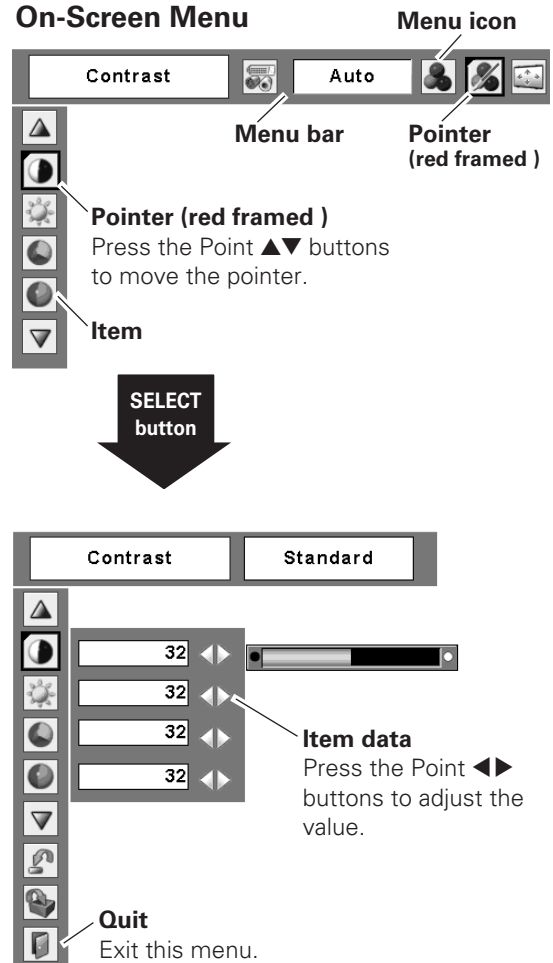 On-Screen Menu
Menu icon
Contrast
Auto
Menu bar
Pointer
(red framed )
Pointer (red framed )
Press the Point ▲▼ buttons
to move the pointer.
Item
SELECT
button
Contrast
Standard
32
32
32
32
Item data
Press the Point ◀▶
buttons to adjust the
value.
Quit
Exit this menu.